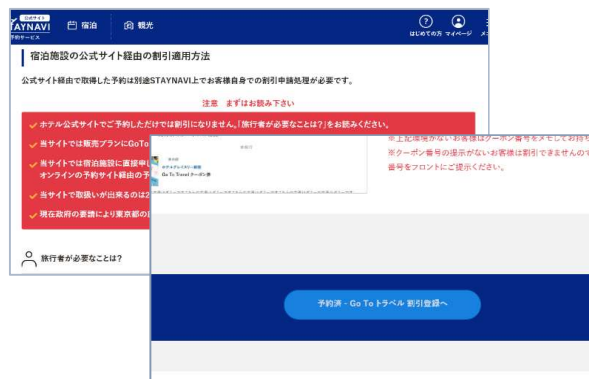 公式サイト
TAYNAVI
予約サービス
宿泊
観光
はじめての方
マイページ
宿泊施設の公式サイト経由の割引適用方法
公式サイト経由で取得した予約は別途STAYNAVI上でお客様自身での割引申請処理が必要です。
注意 まずはお読み下さい
ホテル公式サイトでご予約しただけでは割引になりません。「旅行者が必要なことは?」をお読みください。
当サイトでは販売プランにGoTo
当サイトでは宿泊施設に直接申
オンラインの予約サイト経由の予
当サイトで取扱いが出来るのは2
現在政府の要請により東京都の
旅行者が必要なことは?
※上記環境がないお客様はクーポン番号をメモしてお持ち
※クーポン番号の提示がないお客様は割引できませんので
番号をフロントにご提示ください。
Go To Travel クーポン券
予約済 - Go To トラベル 割引登録へ